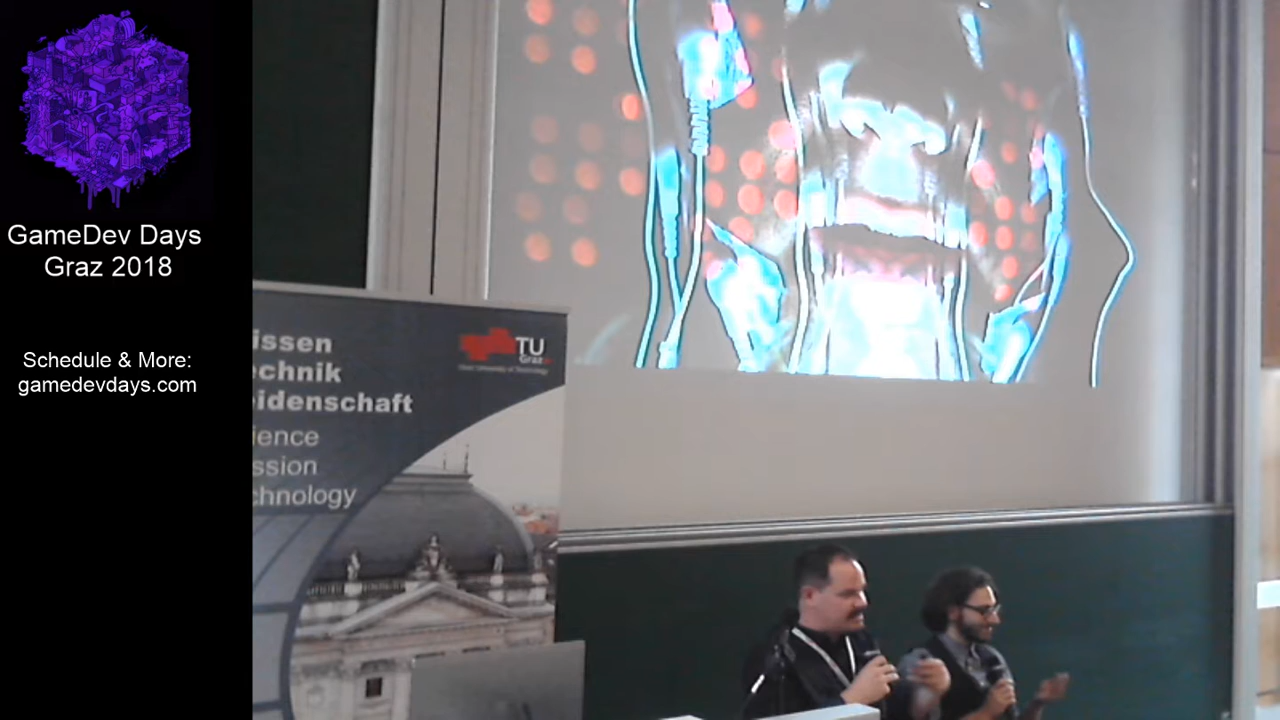 GameDev Days
Graz 2018
Schedule & More:
gamedevdays.com
issen
echnik
eidenschaft
ience
ssion
chnology
TU
Graz